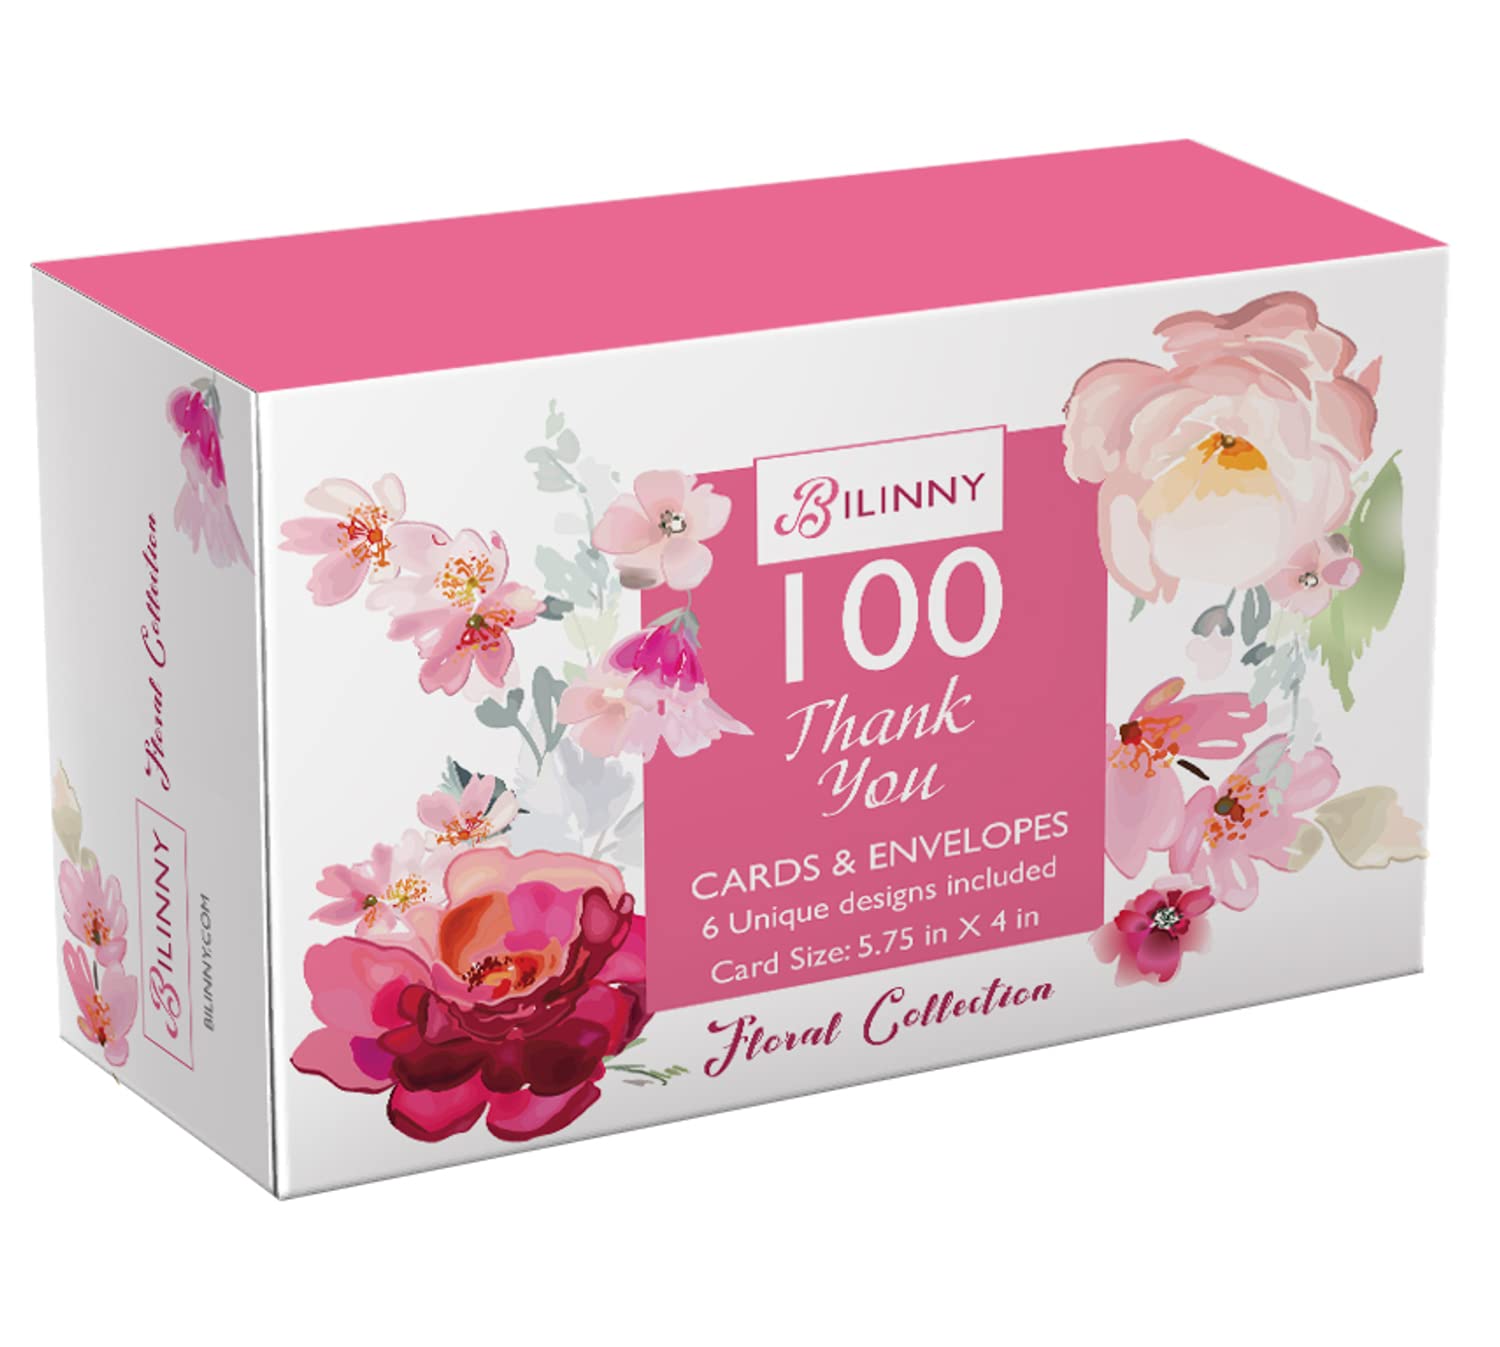 BILINNY
100
Thank
You
CARDS & ENVELOPES
6 Unique designs included
Card Size: 5.75 in X 4 in
Floral Collection
Floral Collection
BILINNY
BILINNY.COM